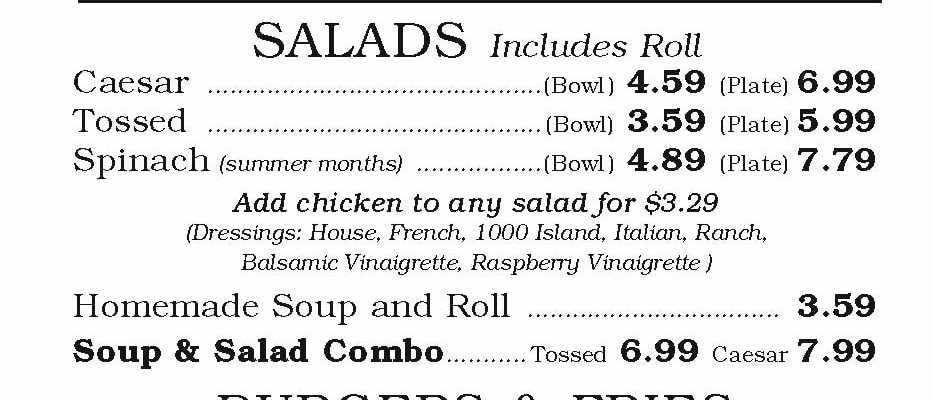 SALADS Includes Roll
Caesar .............................................(Bowl) 4.59 (Plate) 6.99
Tossed .............................................(Bowl) 3.59 (Plate) 5.99
Spinach (summer months) .................(Bowl) 4.89 (Plate) 7.79
Add chicken to any salad for $3.29
(Dressings: House, French, 1000 Island, Italian, Ranch,
Balsamic Vinaigrette, Raspberry Vinaigrette )
Homemade Soup and Roll ................................. 3.59
Soup & Salad Combo...........Tossed 6.99 Caesar 7.99
BURGERS & FRIES